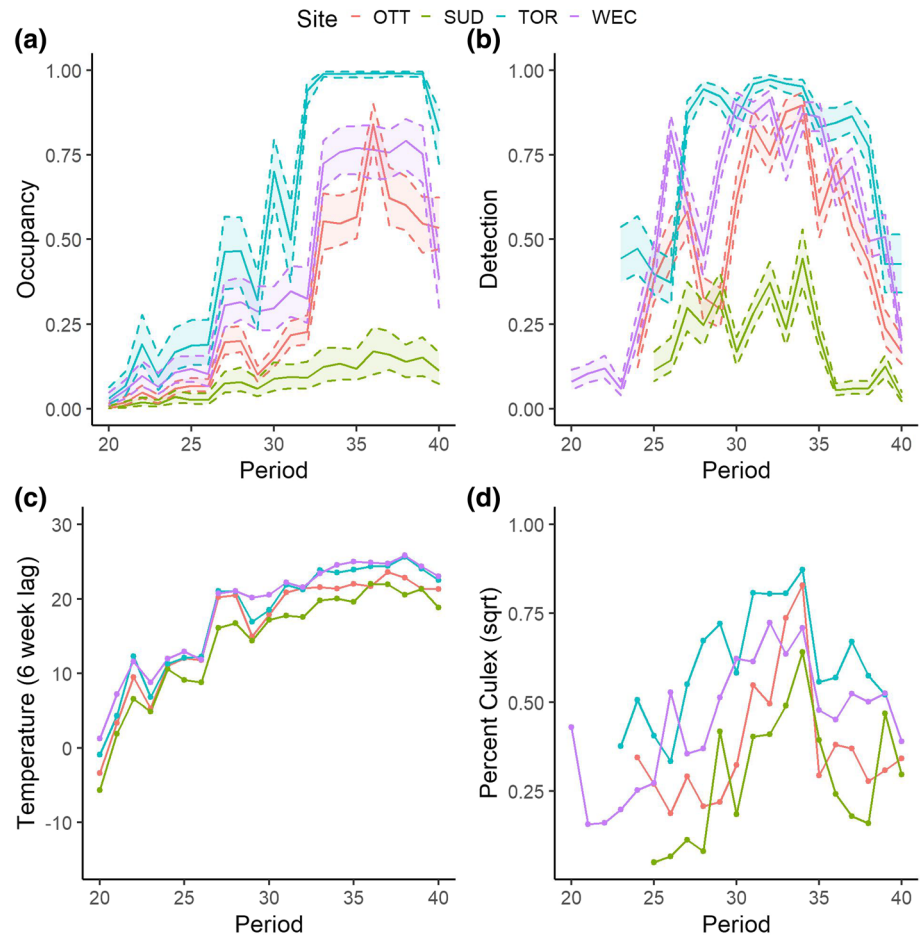 Site OTT SUD TOR WEC
(a)
(b)
1.00
0.75
0.50
0.25
0.00
Occupancy
20 25 30 35 40
Period
1.00
0.75
0.50
0.25
0.00
Detection
20 25 30 35 40
Period
(c)
(d)
30
20
10
0
-10
Temperature (6 week lag)
20 25 30 35 40
Period
1.00
0.75
0.50
0.25
Percent Culex (sqrt)
20 25 30 35 40
Period